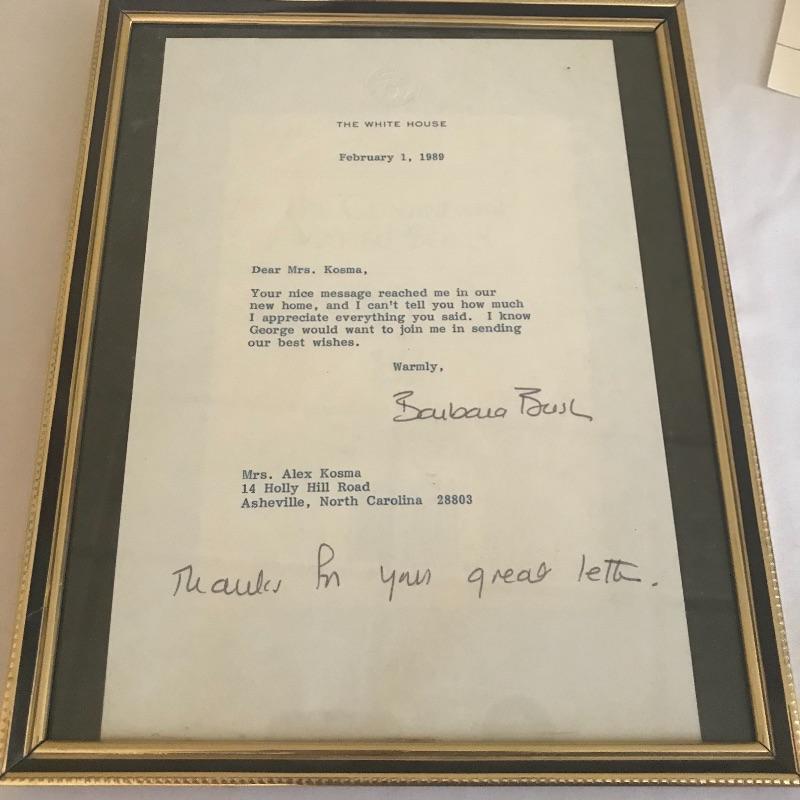 THE WHITE HOUSE
February 1, 1989
Dear Mrs. Kosma,
Your nice message reached me in our
new home, and I can't tell you how much
I appreciate everything you said. I know
George would want to join me in sending
our best wishes.
Warmly,
Barbara Bush
Mrs. Alex Kosma
14 Holly Hill Road
Asheville, North Carolina 28803
Thanks for your great letter.